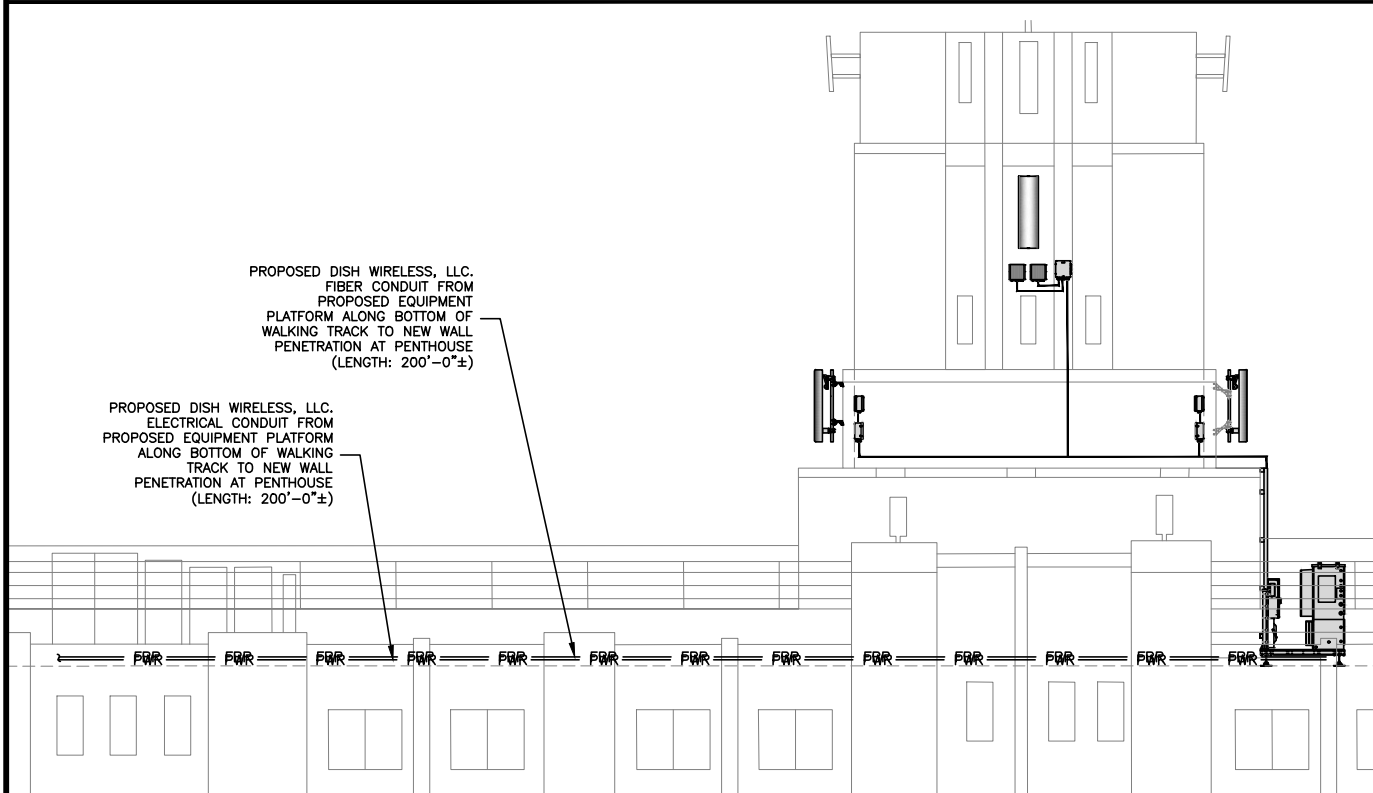 PROPOSED DISH WIRELESS, LLC.
FIBER CONDUIT FROM
PROPOSED EQUIPMENT
PLATFORM ALONG BOTTOM OF
WALKING TRACK TO NEW WALL
PENETRATION AT PENTHOUSE
(LENGTH: 200'-0"±)
PROPOSED DISH WIRELESS, LLC.
ELECTRICAL CONDUIT FROM
PROPOSED EQUIPMENT PLATFORM
ALONG BOTTOM OF WALKING
TRACK TO NEW WALL
PENETRATION AT PENTHOUSE
(LENGTH: 200'-0"±)